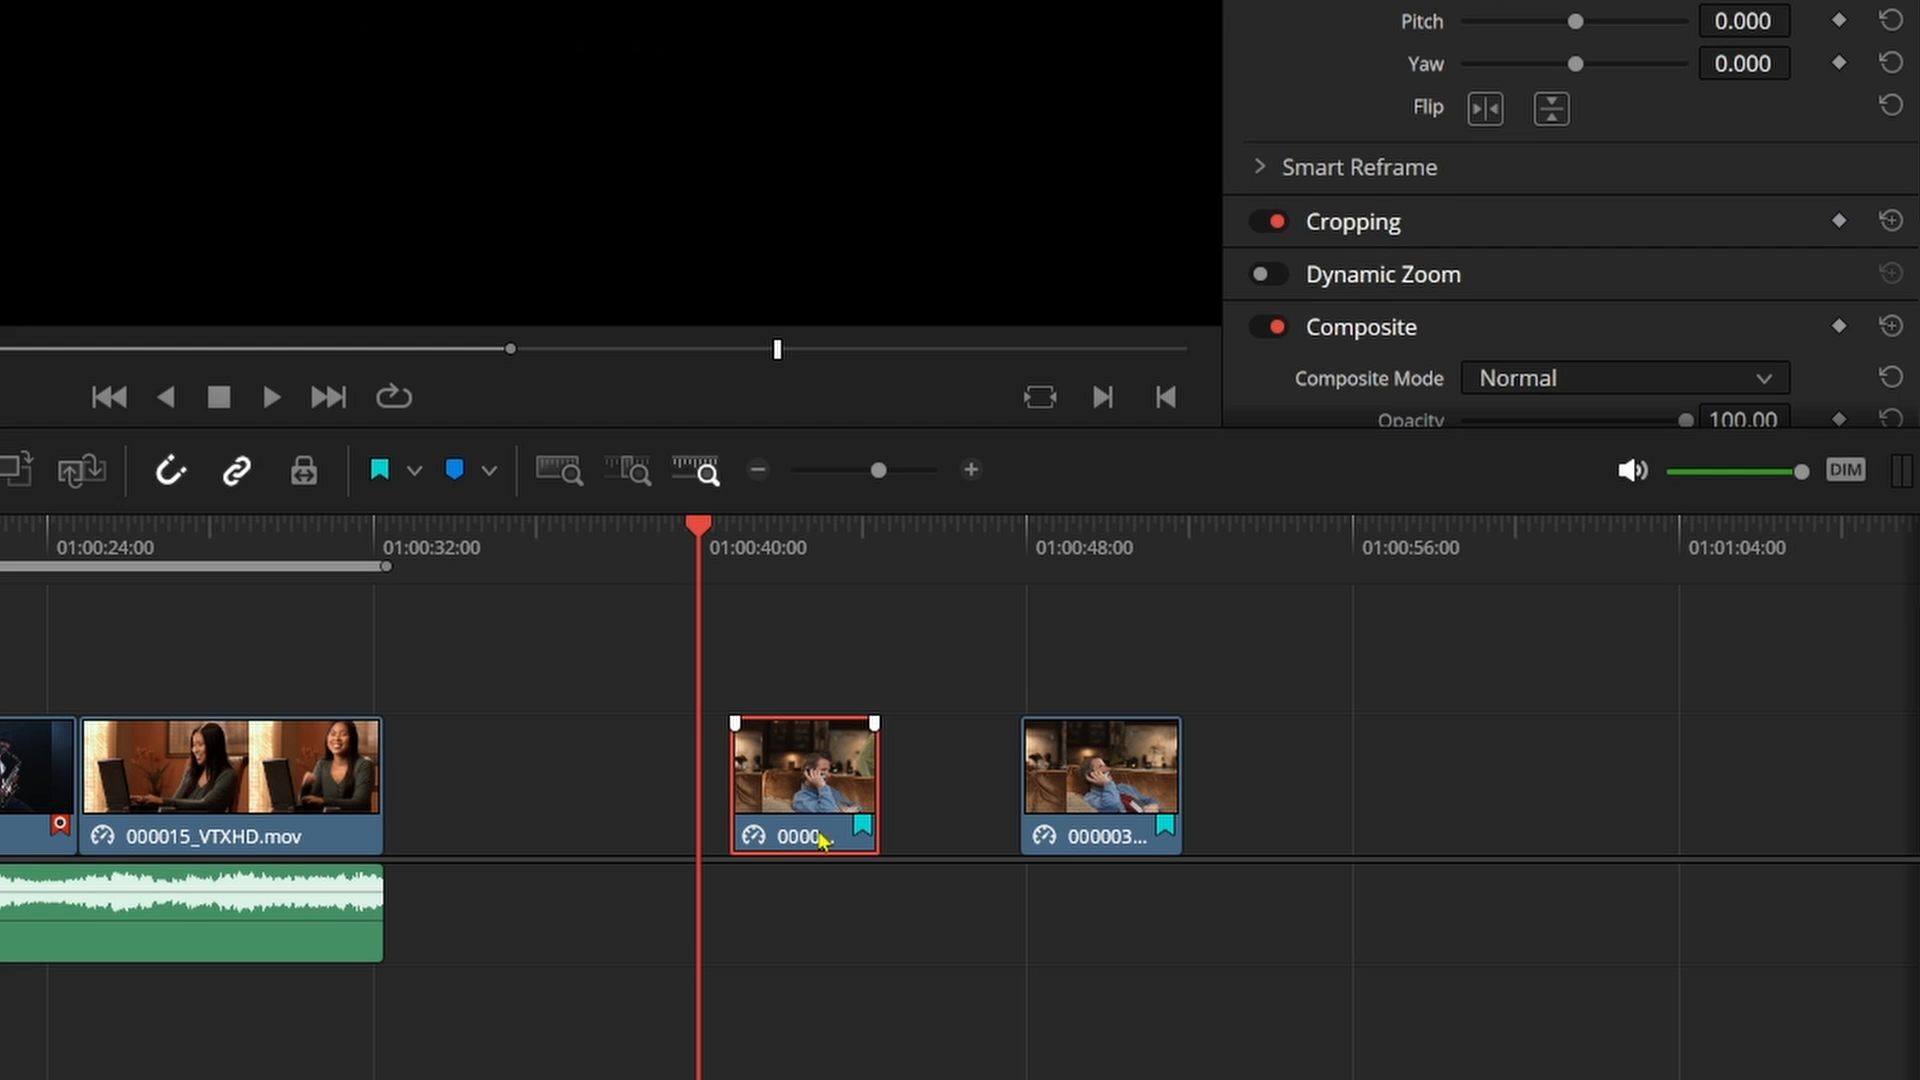 Pitch 0.000
Yaw 0.000
Flip
Smart Reframe
Cropping
Dynamic Zoom
Composite
Composite Mode Normal
Opacity 100.00
DIM
01:00:24:00 01:00:32:00 01:00:40:00 01:00:48:00 01:00:56:00 01:01:04:00
000015_VTXHD.mov 0000... 000003...